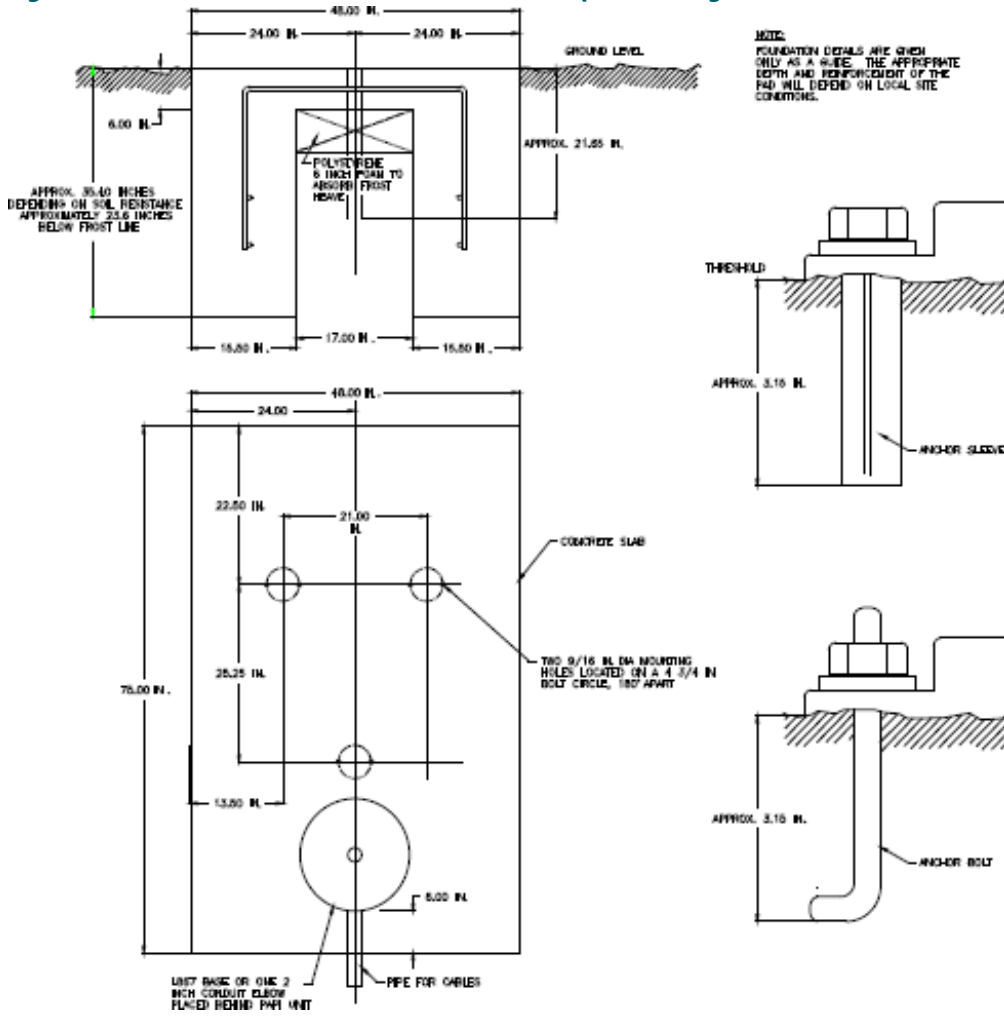 48.00 IN.
24.00 IN.
24.00 IN.
GROUND LEVEL
NOTE:
FOUNDATION DETAILS ARE GIVEN
ONLY AS A GUIDE. THE APPROPRIATE
DEPTH AND REINFORCEMENT OF THE
PAD WILL DEPEND ON LOCAL SITE
CONDITIONS.
6.00 IN.
APPROX. 21.65 IN.
POLYSTYRENE
6 INCH FOAM TO
ABSORB FROST
HEAVE
APPROX. 35.40 INCHES
DEPENDING ON SOIL RESISTANCE
APPROXIMATELY 23.6 INCHES
BELOW FROST LINE
15.50 IN.
17.00 IN.
15.50 IN.
THRESHOLD
APPROX. 3.15 IN.
ANCHOR SLEEVE
48.00 IN.
24.00
22.50 IN.
21.00
IN.
CONCRETE SLAB
TWO 9/16 IN. DIA MOUNTING
HOLES LOCATED ON A 4 3/4 IN
BOLT CIRCLE, 180° APART
25.25 IN.
75.00 IN.
13.50 IN.
APPROX. 3.15 IN.
ANCHOR BOLT
5.00 IN.
L867 BASE OR ONE 2
INCH CONDUIT ELBOW
PLACED BEHIND PAPI UNIT
PIPE FOR CABLES